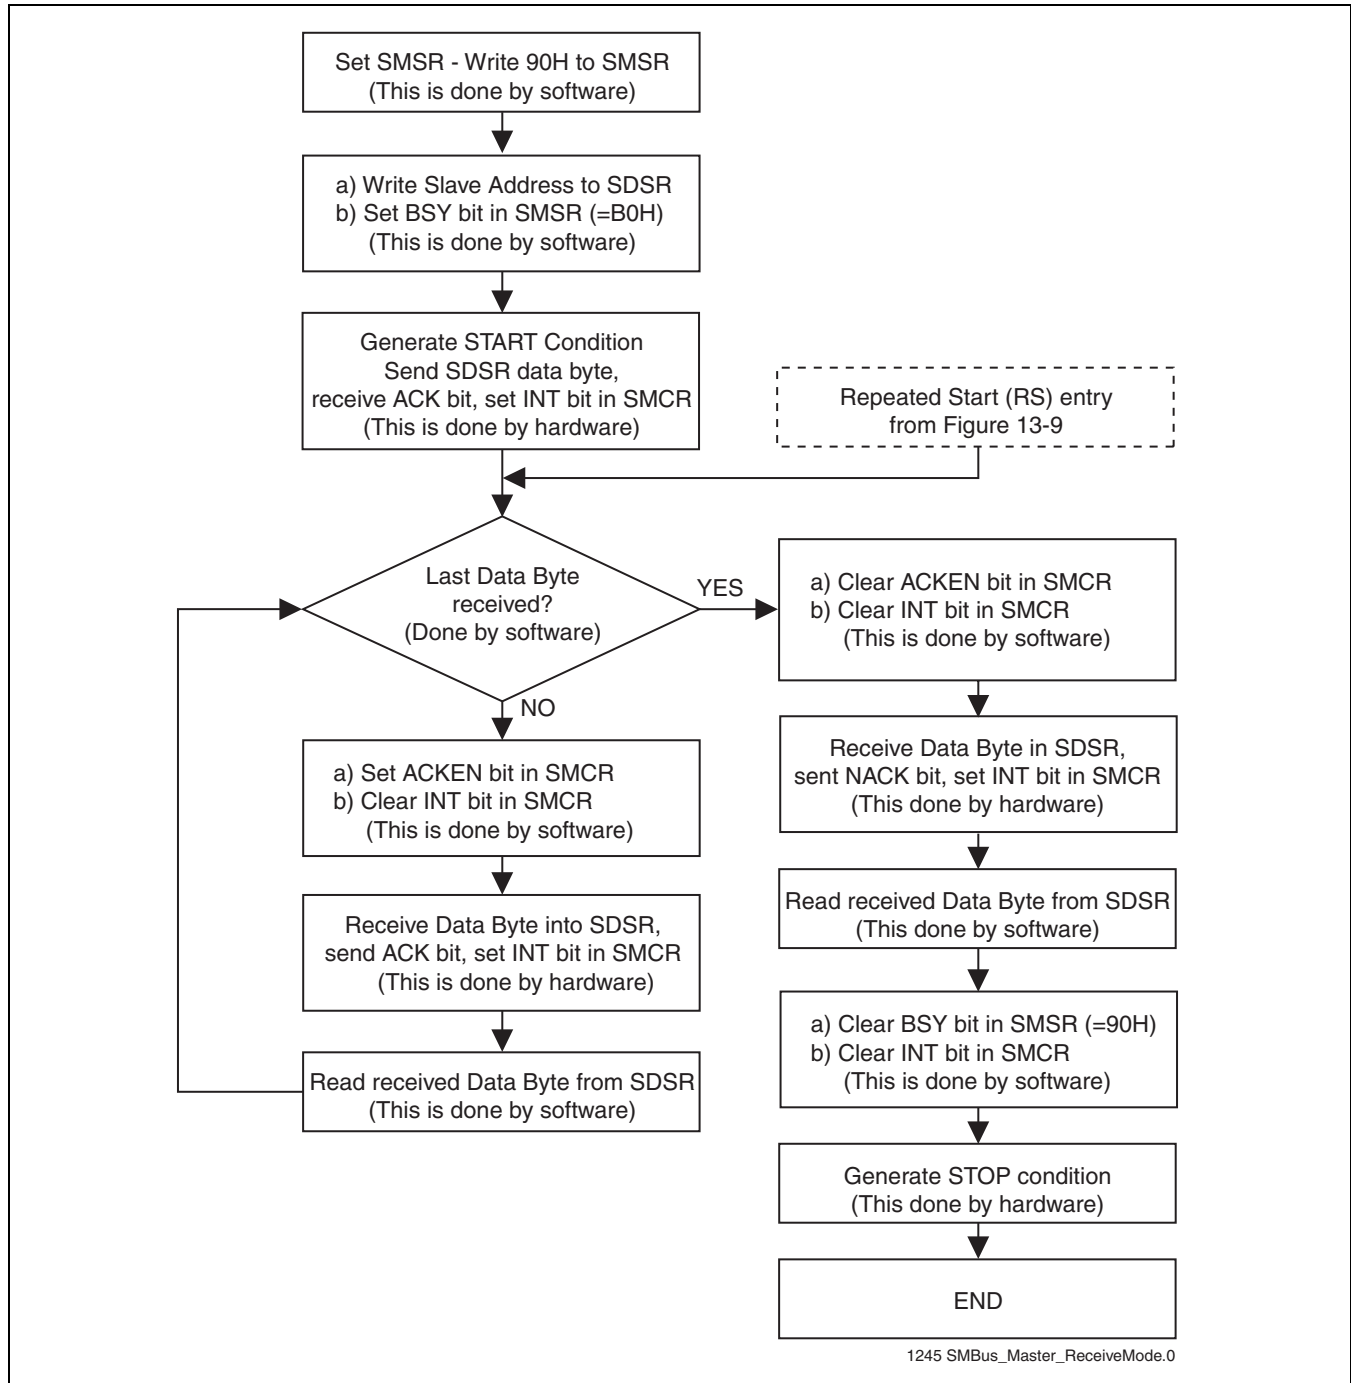 Set SMSR - Write 90H to SMSR
(This is done by software)
a) Write Slave Address to SDSR
b) Set BSY bit in SMSR (=B0H)
(This is done by software)
Generate START Condition
Send SDSR data byte,
receive ACK bit, set INT bit in SMCR
(This is done by hardware)
Repeated Start (RS) entry
from Figure 13-9
Last Data Byte
received?
(Done by software)
YES
NO
a) Set ACKEN bit in SMCR
b) Clear INT bit in SMCR
(This is done by software)
Receive Data Byte into SDSR,
send ACK bit, set INT bit in SMCR
(This is done by hardware)
Read received Data Byte from SDSR
(This is done by software)
a) Clear ACKEN bit in SMCR
b) Clear INT bit in SMCR
(This is done by software)
Receive Data Byte in SDSR,
sent NACK bit, set INT bit in SMCR
(This done by hardware)
Read received Data Byte from SDSR
(This done by software)
a) Clear BSY bit in SMSR (=90H)
b) Clear INT bit in SMCR
(This is done by software)
Generate STOP condition
(This done by hardware)
END
1245 SMBus_Master_ReceiveMode.0